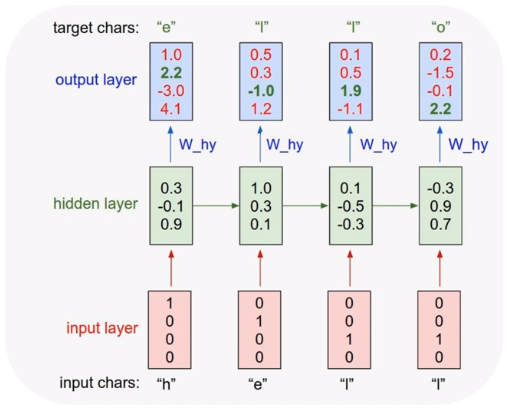 target chars: “e” “l” “l” “o”
output layer
1.0 0.5 0.1 0.2
2.2 0.3 0.5 -1.5
-3.0 -1.0 1.9 -0.1
4.1 1.2 -1.1 2.2
W_hy W_hy W_hy W_hy
hidden layer
0.3 1.0 0.1 -0.3
-0.1 0.3 -0.5 0.9
0.9 0.1 -0.3 0.7
input layer
1 0 0 0
0 1 0 0
0 0 1 1
0 0 0 0
input chars: “h” “e” “l” “l”